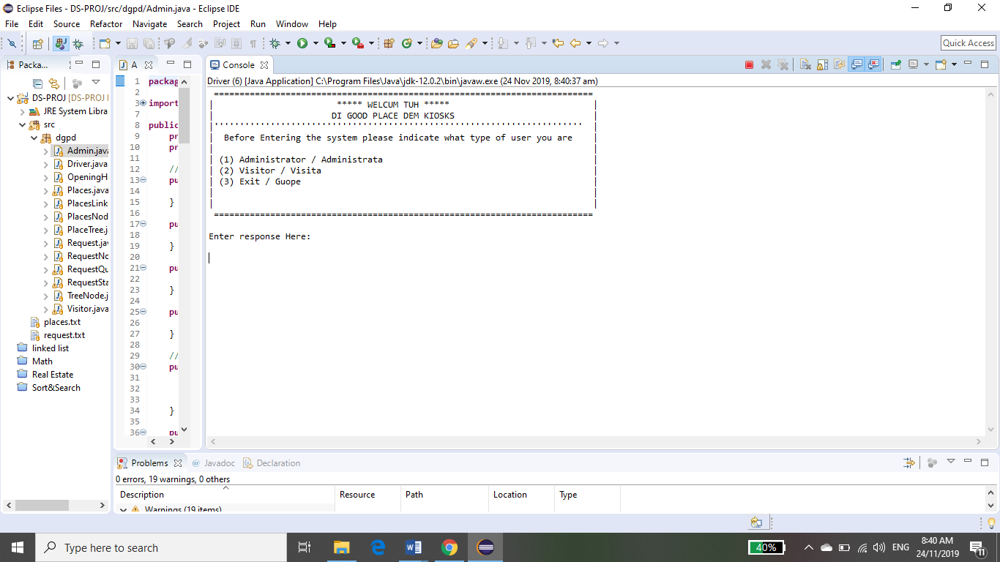 Eclipse Files - DS-PROJ/src/dgpd/Admin.java - Eclipse IDE
File Edit Source Refactor Navigate Search Project Run Window Help
Quick Access
Packa...
DS-PROJ [DS-PROJ
JRE System Libra
src
dgpd
Admin.java
Driver.java
OpeningH
Places.java
PlacesLink
PlacesNod
PlaceTree.j
Request.jav
RequestNo
RequestQu
RequestSta
TreeNode.j
Visitor.java
places.txt
request.txt
linked list
Math
Real Estate
Sort&Search
A
1 packag
2
3 import
7
8 public
9 pr
10 pr
11
12 //
13 pu
14
15 }
16
17 pu
18
19 }
20
21 pu
22
23 }
24
25 pu
26
27 }
28
29 //
30 pu
31
32
33
34 }
35
36 pu
Console
Driver (6) [Java Application] C:\Program Files\Java\jdk-12.0.2\bin\javaw.exe (24 Nov 2019, 8:40:37 am)
==========================================================================
| ***** WELCUM TUH ***** |
| DI GOOD PLACE DEM KIOSKS |
|''''''''''''''''''''''''''''''''''''''''''''''''''''''''''''''''''''''''' |
| Before Entering the system please indicate what type of user you are |
| |
| (1) Administrator / Administrata |
| (2) Visitor / Visita |
| (3) Exit / Guope |
| |
| |
==========================================================================
Enter response Here:
Problems @ Javadoc Declaration
0 errors, 19 warnings, 0 others
Description Resource Path Location Type
Warnings (19 items)
Type here to search
40%
ENG
8:40 AM
24/11/2019
11